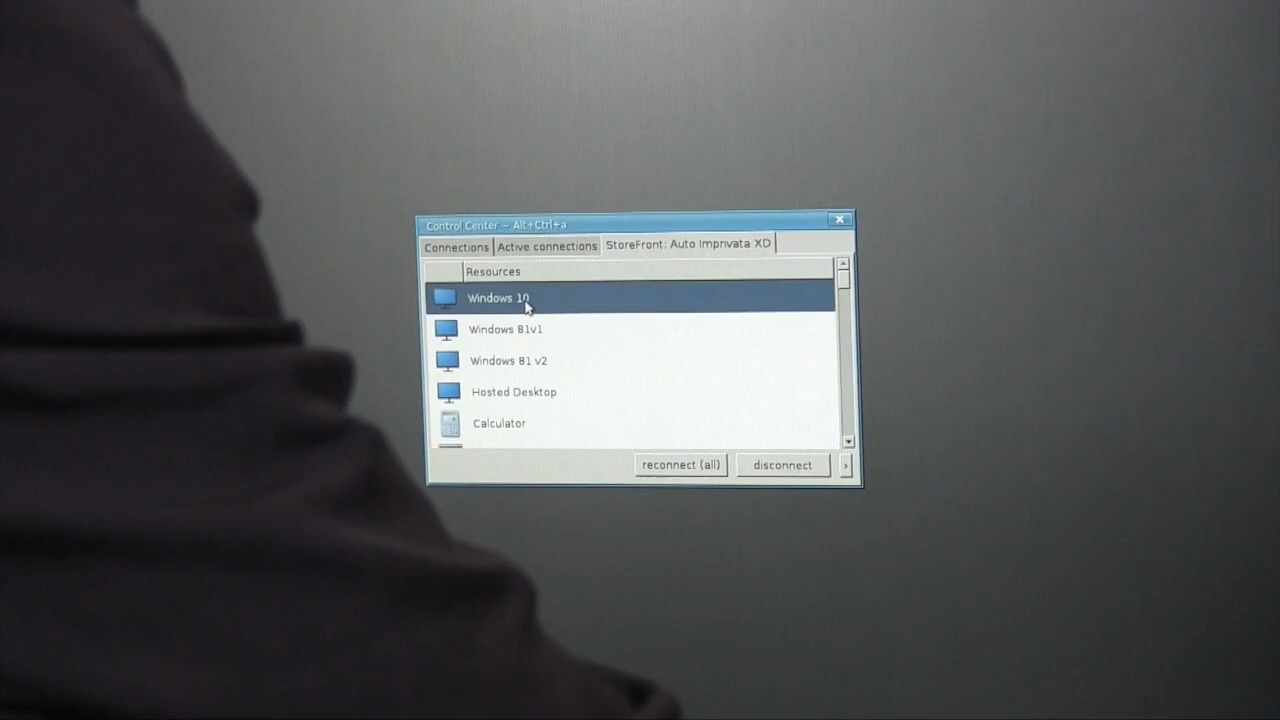 Control Center - Alt+Ctrl+a
Connections Active connections StoreFront: Auto Imprivata XD
Resources
Windows 10
Windows 81v1
Windows 81 v2
Hosted Desktop
Calculator
reconnect (all) disconnect ›